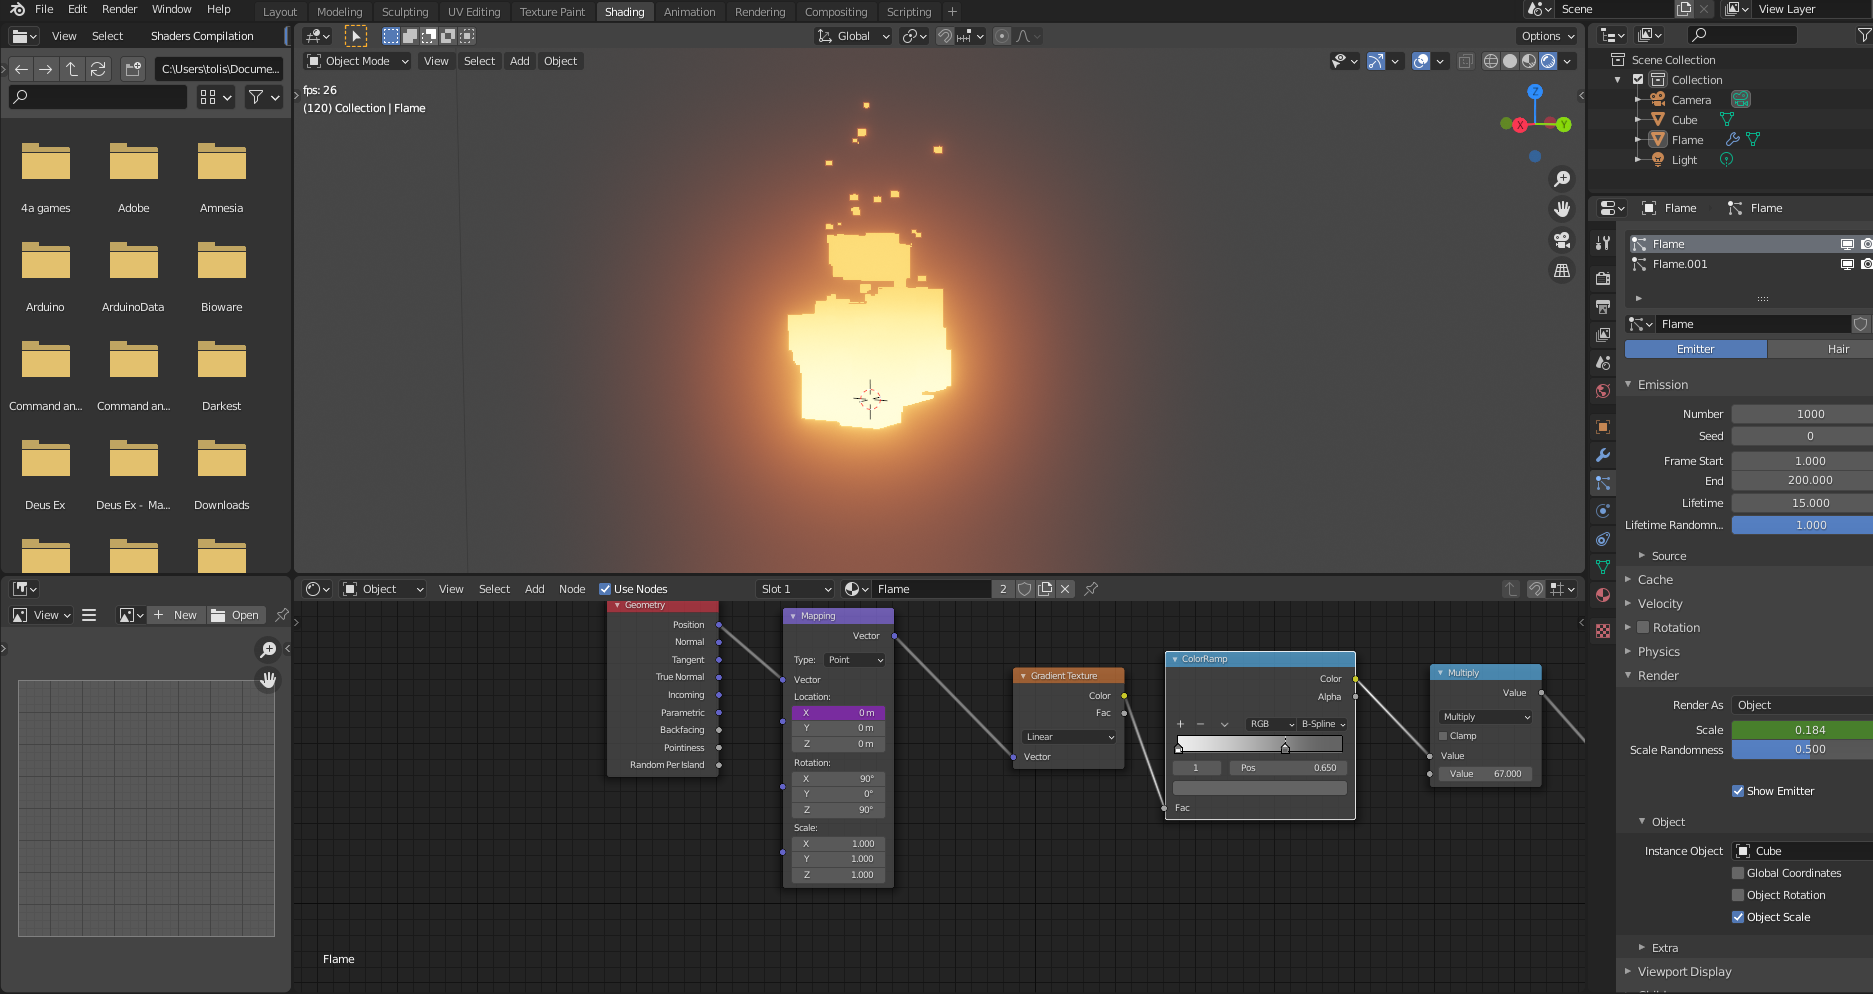 File Edit Render Window Help Layout Modeling Sculpting UV Editing Texture Paint Shading Animation Rendering Compositing Scripting + Scene View Layer
View Select Shaders Compilation
C:\Users\tolis\Docume...
4a games Adobe Amnesia
Arduino ArduinoData Bioware
Command an... Command an... Darkest
Deus Ex Deus Ex - Ma... Downloads
Global Options
Object Mode View Select Add Object
fps: 26
(120) Collection | Flame
Z
X Y
View + New Open
Object View Select Add Node Use Nodes Slot 1 Flame 2
Geometry
Position
Normal
Tangent
True Normal
Incoming
Parametric
Backfacing
Pointiness
Random Per Island
Mapping
Vector
Type: Point
Vector
Location:
X 0 m
Y 0 m
Z 0 m
Rotation:
X 90°
Y 0°
Z 90°
Scale:
X 1.000
Y 1.000
Z 1.000
Gradient Texture
Color
Fac
Linear
Vector
ColorRamp
Color
Alpha
+ − RGB B-Spline
1 Pos 0.650
Fac
Multiply
Value
Multiply
Clamp
Value
Value 67.000
Flame
Scene Collection
Collection
Camera
Cube
Flame
Light
Flame Flame
Flame
Flame.001
Flame
Emitter Hair
Emission
Number 1000
Seed 0
Frame Start 1.000
End 200.000
Lifetime 15.000
Lifetime Randomn... 1.000
Source
Cache
Velocity
Rotation
Physics
Render
Render As Object
Scale 0.184
Scale Randomness 0.500
Show Emitter
Object
Instance Object Cube
Global Coordinates
Object Rotation
Object Scale
Extra
Viewport Display